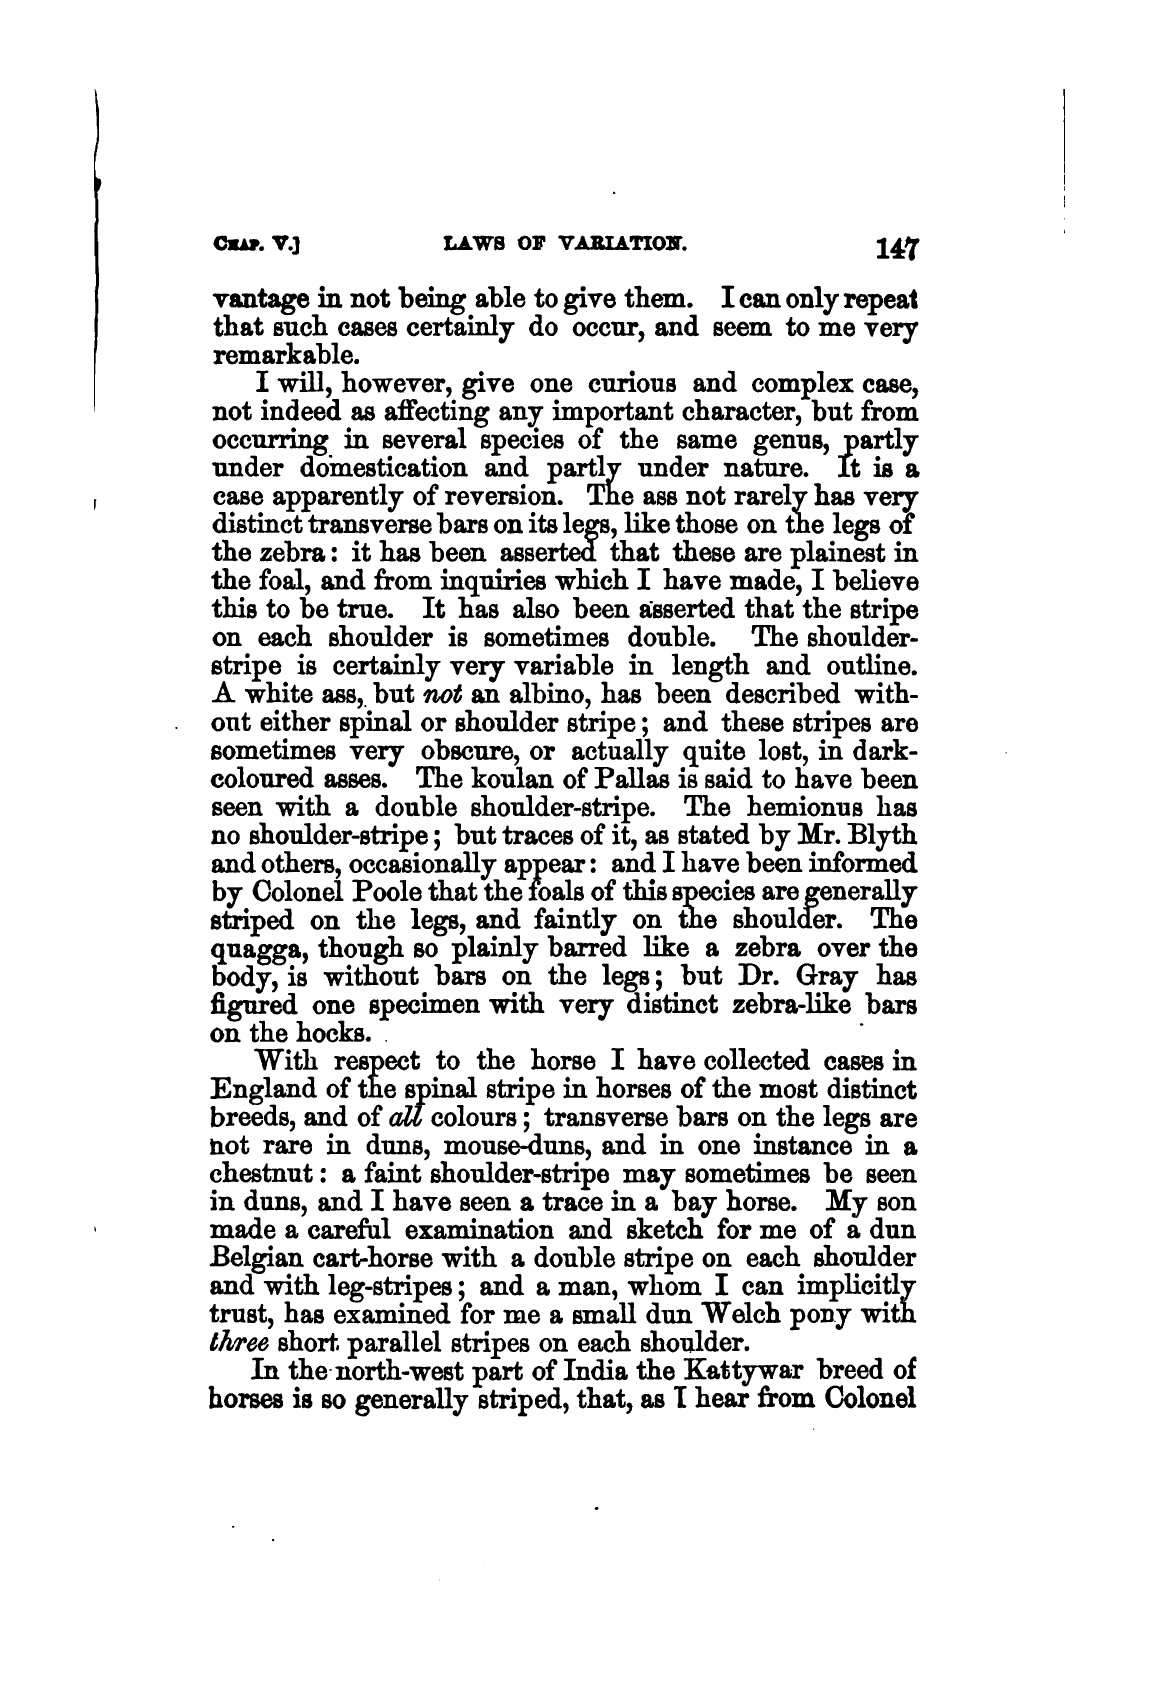 CHAP. V.] LAWS OF VARIATION. 147
vantage in not being able to give them. I can only repeat
that such cases certainly do occur, and seem to me very
remarkable.
I will, however, give one curious and complex case,
not indeed as affecting any important character, but from
occurring in several species of the same genus, partly
under domestication and partly under nature. It is a
case apparently of reversion. The ass not rarely has very
distinct transverse bars on its legs, like those on the legs of
the zebra: it has been asserted that these are plainest in
the foal, and from inquiries which I have made, I believe
this to be true. It has also been asserted that the stripe
on each shoulder is sometimes double. The shoulder-
stripe is certainly very variable in length and outline.
A white ass, but not an albino, has been described with-
out either spinal or shoulder stripe; and these stripes are
sometimes very obscure, or actually quite lost, in dark-
coloured asses. The koulan of Pallas is said to have been
seen with a double shoulder-stripe. The hemionus has
no shoulder-stripe; but traces of it, as stated by Mr. Blyth
and others, occasionally appear: and I have been informed
by Colonel Poole that the foals of this species are generally
striped on the legs, and faintly on the shoulder. The
quagga, though so plainly barred like a zebra over the
body, is without bars on the legs; but Dr. Gray has
figured one specimen with very distinct zebra-like bars
on the hocks.
With respect to the horse I have collected cases in
England of the spinal stripe in horses of the most distinct
breeds, and of all colours; transverse bars on the legs are
not rare in duns, mouse-duns, and in one instance in a
chestnut: a faint shoulder-stripe may sometimes be seen
in duns, and I have seen a trace in a bay horse. My son
made a careful examination and sketch for me of a dun
Belgian cart-horse with a double stripe on each shoulder
and with leg-stripes; and a man, whom I can implicitly
trust, has examined for me a small dun Welch pony with
three short parallel stripes on each shoulder.
In the north-west part of India the Kattywar breed of
horses is so generally striped, that, as I hear from Colonel